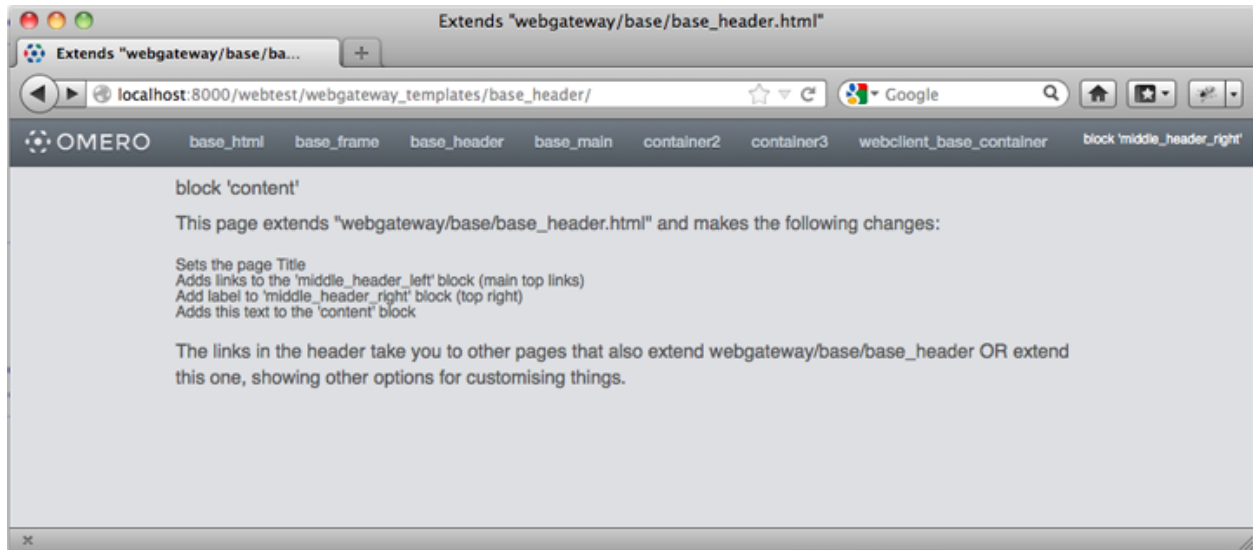 Extends "webgateway/base/base_header.html"
Extends "webgateway/base/ba...
localhost:8000/webtest/webgateway_templates/base_header/
Google
OMERO base_html base_frame base_header base_main container2 container3 webclient_base_container block 'middle_header_right'
block 'content'
This page extends "webgateway/base/base_header.html" and makes the following changes:
Sets the page Title
Adds links to the 'middle_header_left' block (main top links)
Add label to 'middle_header_right' block (top right)
Adds this text to the 'content' block
The links in the header take you to other pages that also extend webgateway/base/base_header OR extend
this one, showing other options for customising things.